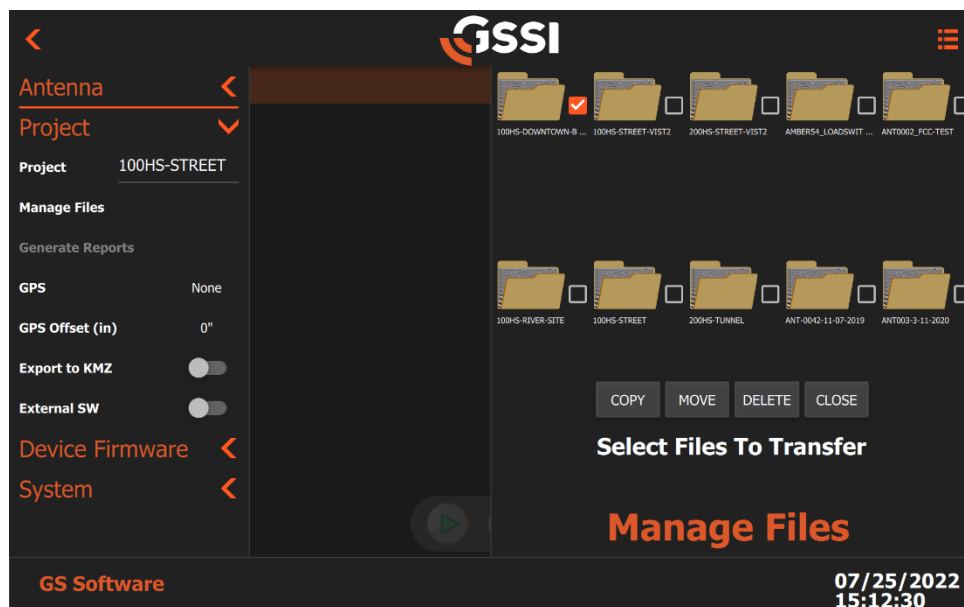 GSSI
Antenna
Project
Project 100HS-STREET
Manage Files
Generate Reports
GPS None
GPS Offset (in) 0"
Export to KMZ
External SW
Device Firmware
System
100HS-DOWNTOWN-B ... 100HS-STREET-VIST2 200HS-STREET-VIST2 AMBER54_LOADSWIT ... ANT0002_FCC-TEST
100HS-RIVER-SITE 100HS-STREET 200HS-TUNNEL ANT-0042-11-07-2019 ANT003-3-11-2020
COPY MOVE DELETE CLOSE
Select Files To Transfer
Manage Files
GS Software
07/25/2022
15:12:30